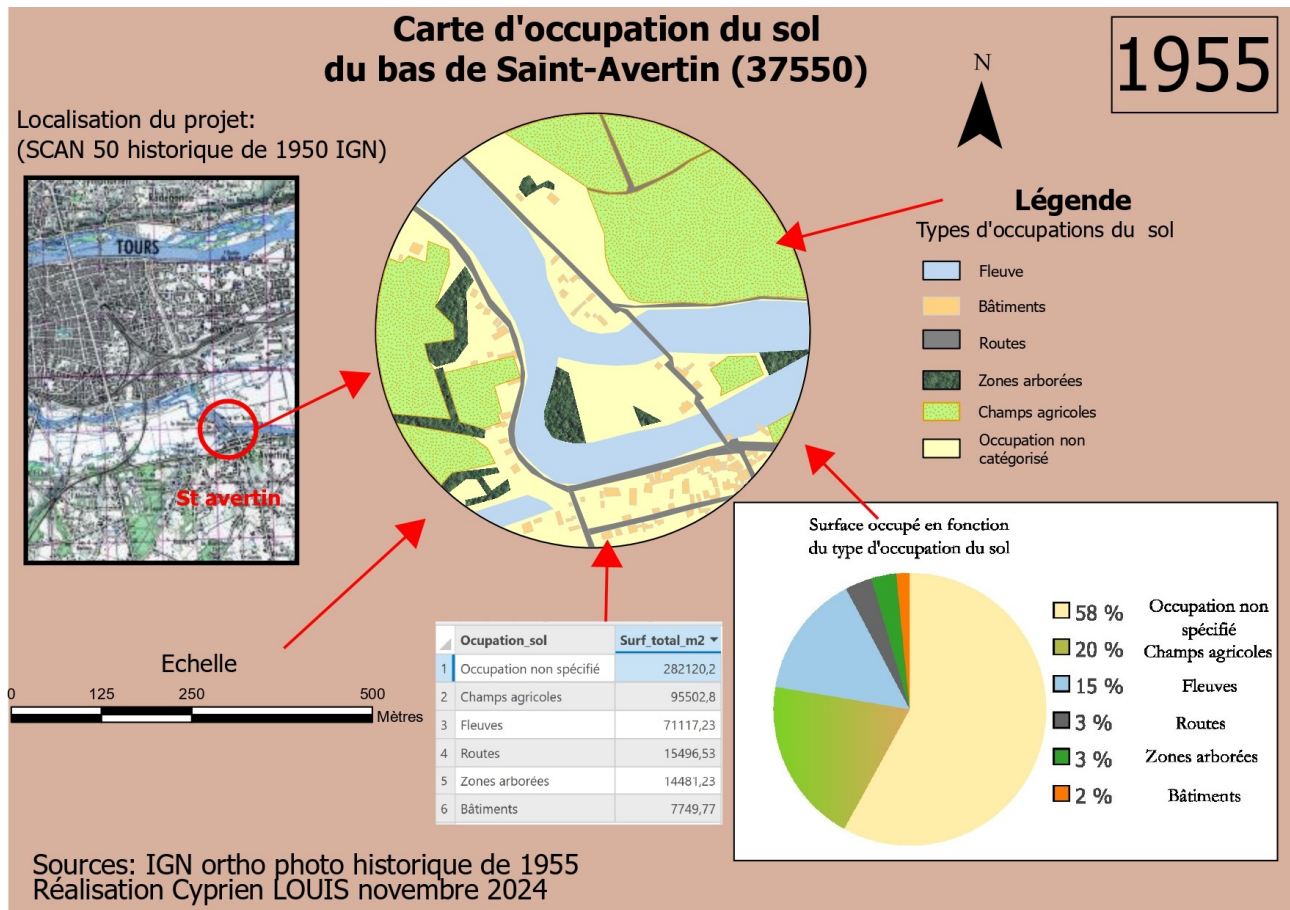 Carte d'occupation du sol
du bas de Saint-Avertin (37550)
1955
N
Localisation du projet:
(SCAN 50 historique de 1950 IGN)
TOURS
St avertin
Légende
Types d'occupations du sol
Fleuve
Bâtiments
Routes
Zones arborées
Champs agricoles
Occupation non
catégorisé
Echelle
0 125 250 500
Mètres
Ocupation_sol Surf_total_m2
1 Occupation non spécifié 282120,2
2 Champs agricoles 95502,8
3 Fleuves 71117,23
4 Routes 15496,53
5 Zones arborées 14481,23
6 Bâtiments 7749,77
Surface occupé en fonction
du type d'occupation du sol
58 % Occupation non
spécifié
20 % Champs agricoles
15 % Fleuves
3 % Routes
3 % Zones arborées
2 % Bâtiments
Sources: IGN ortho photo historique de 1955
Réalisation Cyprien LOUIS novembre 2024